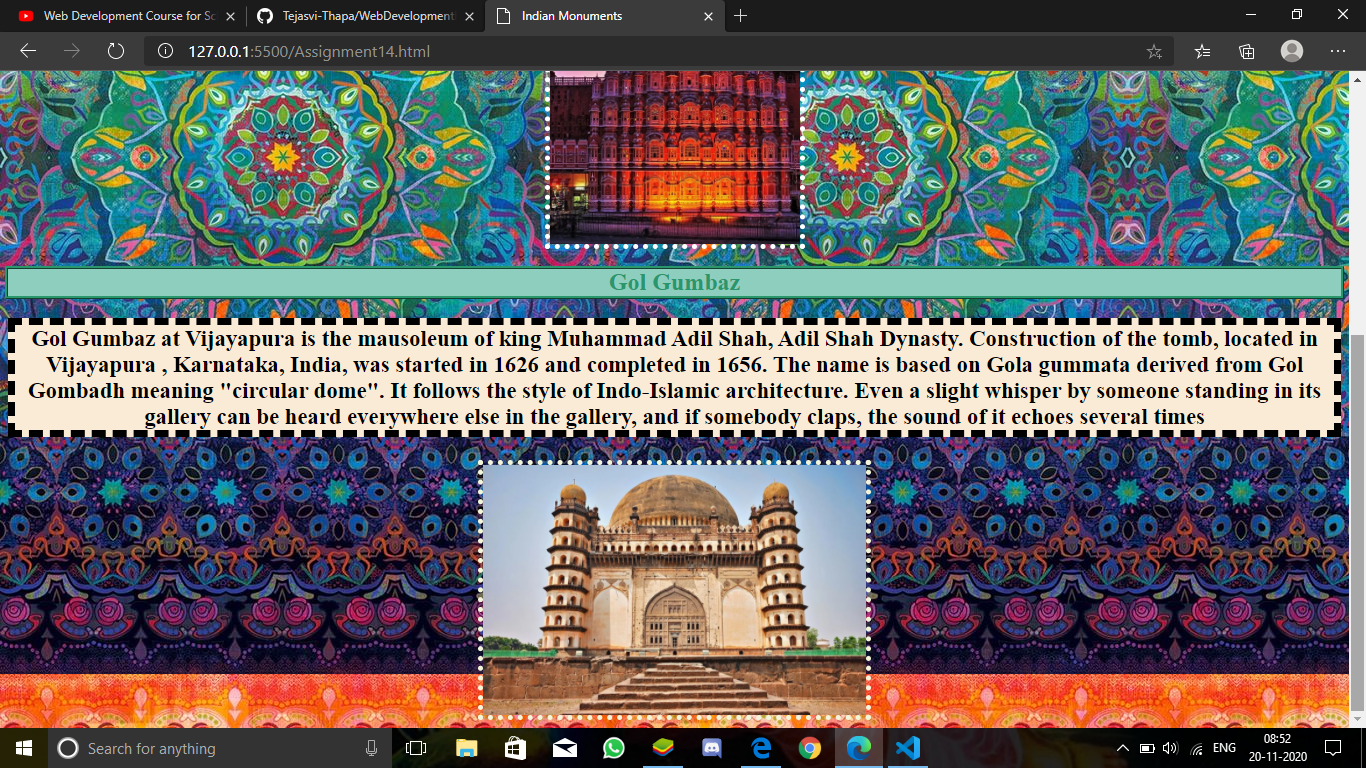 Web Development Course for Sc
Tejasvi-Thapa/WebDevelopment
Indian Monuments
127.0.0.1:5500/Assignment14.html
Gol Gumbaz
Gol Gumbaz at Vijayapura is the mausoleum of king Muhammad Adil Shah, Adil Shah Dynasty. Construction of the tomb, located in
Vijayapura , Karnataka, India, was started in 1626 and completed in 1656. The name is based on Gola gummata derived from Gol
Gombadh meaning "circular dome". It follows the style of Indo-Islamic architecture. Even a slight whisper by someone standing in its
gallery can be heard everywhere else in the gallery, and if somebody claps, the sound of it echoes several times
Search for anything
ENG
08:52
20-11-2020